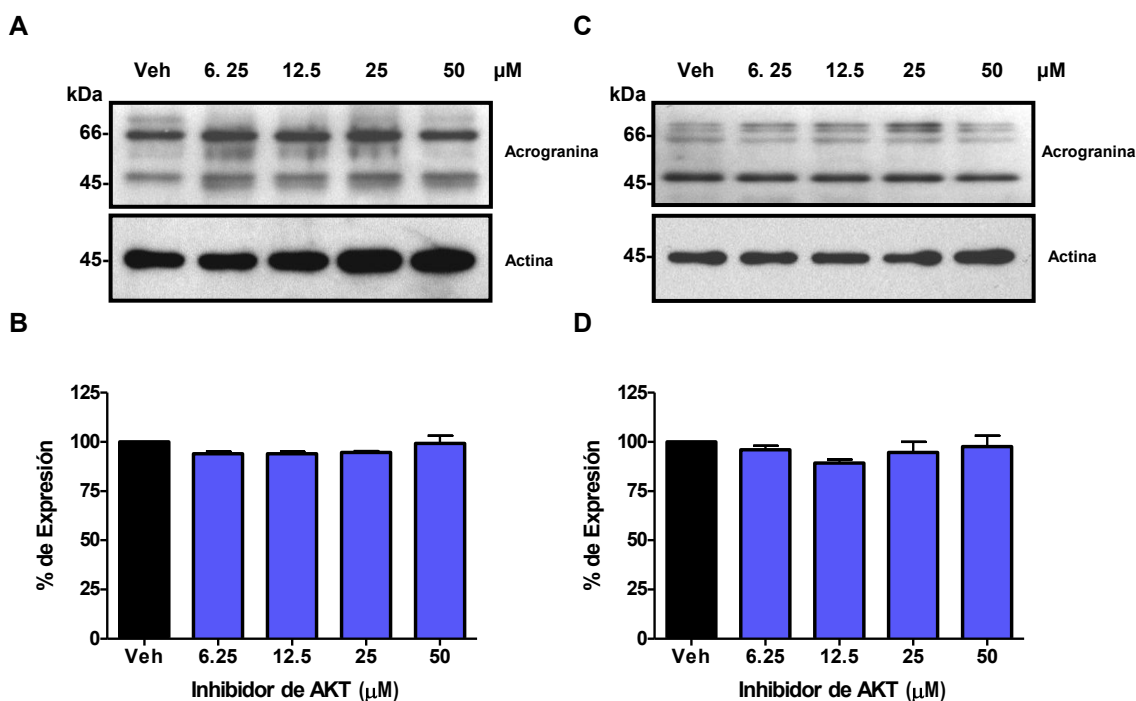 A
Veh 6. 25 12.5 25 50 µM
kDa
66-
Acrogranina
45-
45-
Actina
B
125
100
75
50
25
0
% de Expresión
Veh 6.25 12.5 25 50
Inhibidor de AKT (µM)
C
Veh 6. 25 12.5 25 50 µM
kDa
66-
Acrogranina
45-
45-
Actina
D
125
100
75
50
25
0
% de Expresión
Veh 6.25 12.5 25 50
Inhibidor de AKT (µM)